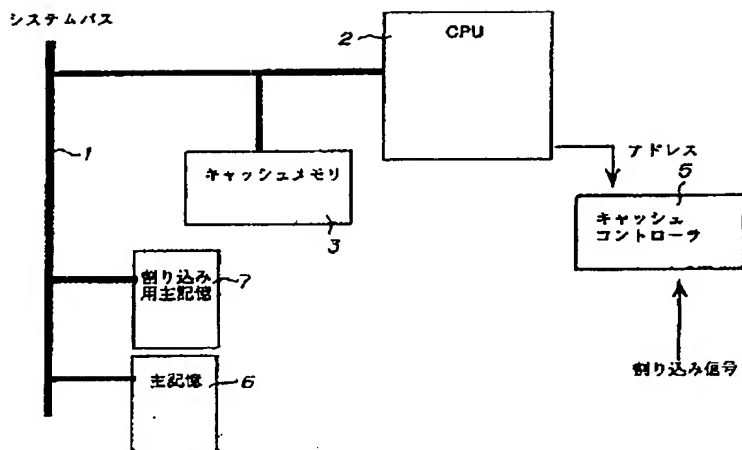 システムバス
1
2
CPU
キャッシュメモリ
3
アドレス
5
キャッシュ
コントローラ
割り込み
用主記憶
7
主記憶
6
割り込み信号